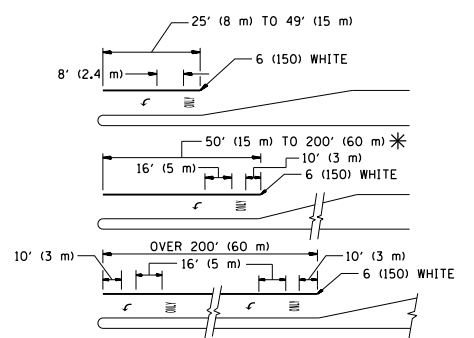 25' (8 m) TO 49' (15 m)
8' (2.4 m)
6 (150) WHITE
ONLY
50' (15 m) TO 200' (60 m) ✳
16' (5 m)
10' (3 m)
6 (150) WHITE
ONLY
OVER 200' (60 m)
10' (3 m)
16' (5 m)
10' (3 m)
6 (150) WHITE
ONLY
ONLY